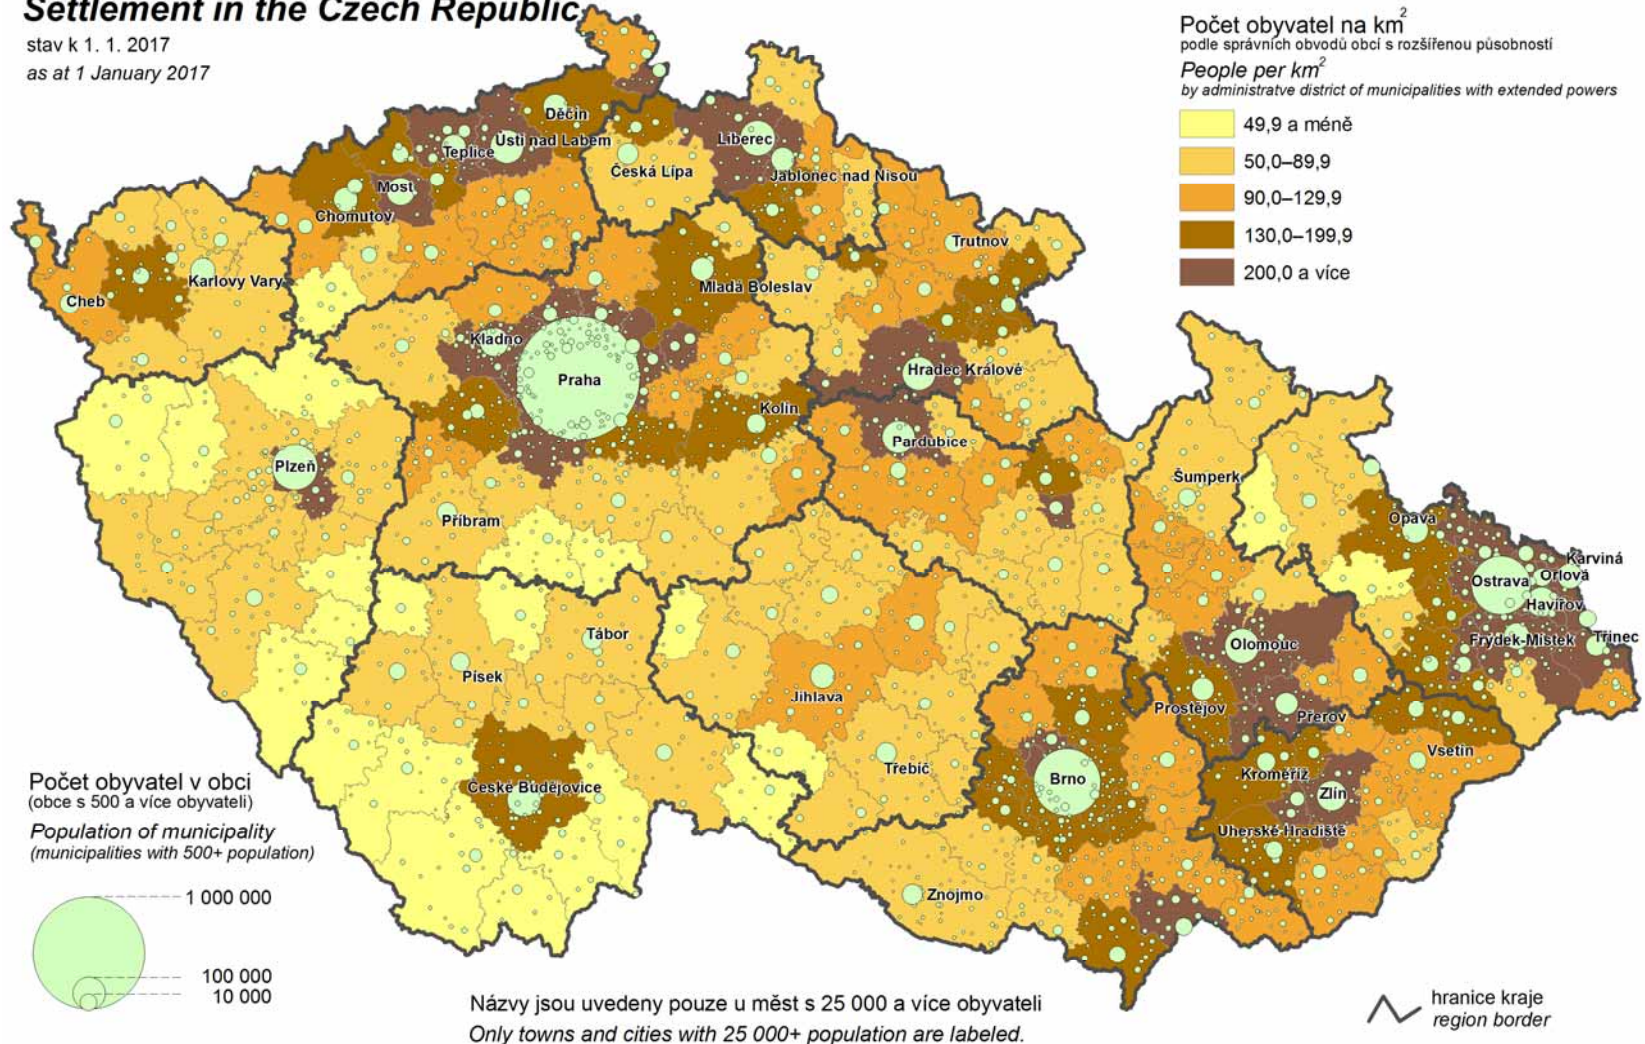 Settlement in the Czech Republic
stav k 1. 1. 2017
as at 1 January 2017
Počet obyvatel na km2
podle správních obvodů obcí s rozšířenou působností
People per km2
by administratve district of municipalities with extended powers
49,9 a méně
50,0–89,9
90,0–129,9
130,0–199,9
200,0 a více
Děčín
Ústí nad Labem
Teplice
Liberec
Most
Česká Lípa
Jablonec nad Nisou
Chomutov
Trutnov
Karlovy Vary
Mladá Boleslav
Cheb
Kladno
Hradec Králové
Praha
Kolín
Pardubice
Plzeň
Šumperk
Příbram
Opava
Karviná
Ostrava
Orlová
Havířov
Tábor
Olomouc
Frýdek-Místek
Třinec
Písek
Jihlava
Prostějov
Přerov
Vsetín
Třebíč
Brno
Kroměříž
České Budějovice
Zlín
Uherské Hradiště
Znojmo
Počet obyvatel v obci
(obce s 500 a více obyvateli)
Population of municipality
(municipalities with 500+ population)
1 000 000
100 000
10 000
Názvy jsou uvedeny pouze u měst s 25 000 a více obyvateli
Only towns and cities with 25 000+ population are labeled.
hranice kraje
region border